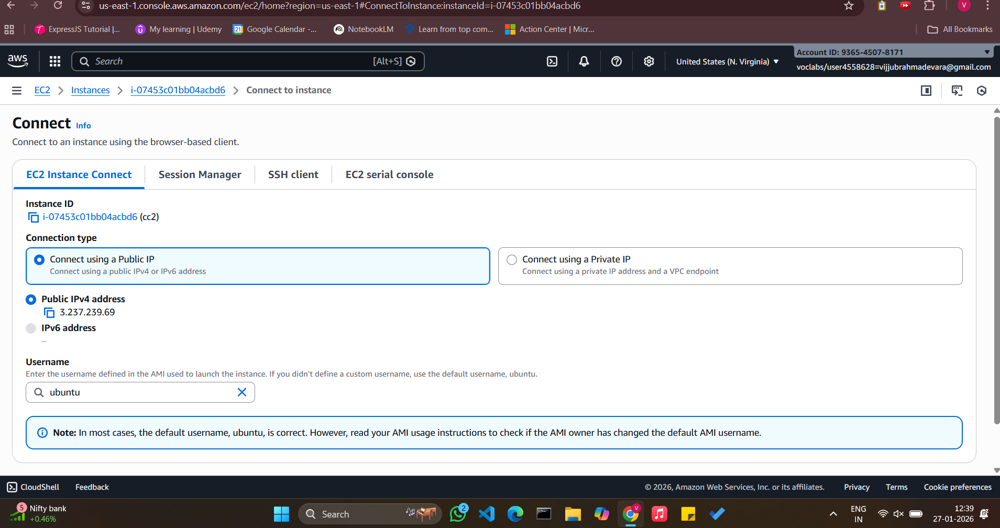 us-east-1.console.aws.amazon.com/ec2/home?region=us-east-1#ConnectToInstance:instanceId=i-07453c01bb04acbd6
V
ExpressJS Tutorial |...
My learning | Udemy
21 Google Calendar -...
NotebookLM
Learn from top com...
Action Center | Micr...
All Bookmarks
aws
Search
[Alt+S]
United States (N. Virginia)
Account ID: 9365-4507-8171
voclabs/user4558628=vijjubrahmadevara@gmail.com
EC2
Instances
i-07453c01bb04acbd6
Connect to instance
Connect Info
Connect to an instance using the browser-based client.
EC2 Instance Connect
Session Manager
SSH client
EC2 serial console
Instance ID
i-07453c01bb04acbd6 (cc2)
Connection type
Connect using a Public IP
Connect using a public IPv4 or IPv6 address
Connect using a Private IP
Connect using a private IP address and a VPC endpoint
Public IPv4 address
3.237.239.69
IPv6 address
–
Username
Enter the username defined in the AMI used to launch the instance. If you didn't define a custom username, use the default username, ubuntu.
ubuntu
Note: In most cases, the default username, ubuntu, is correct. However, read your AMI usage instructions to check if the AMI owner has changed the default AMI username.
CloudShell
Feedback
© 2026, Amazon Web Services, Inc. or its affiliates.
Privacy
Terms
Cookie preferences
5
Nifty bank
+0.46%
Search
2
V
ENG
IN
12:39
27-01-2026